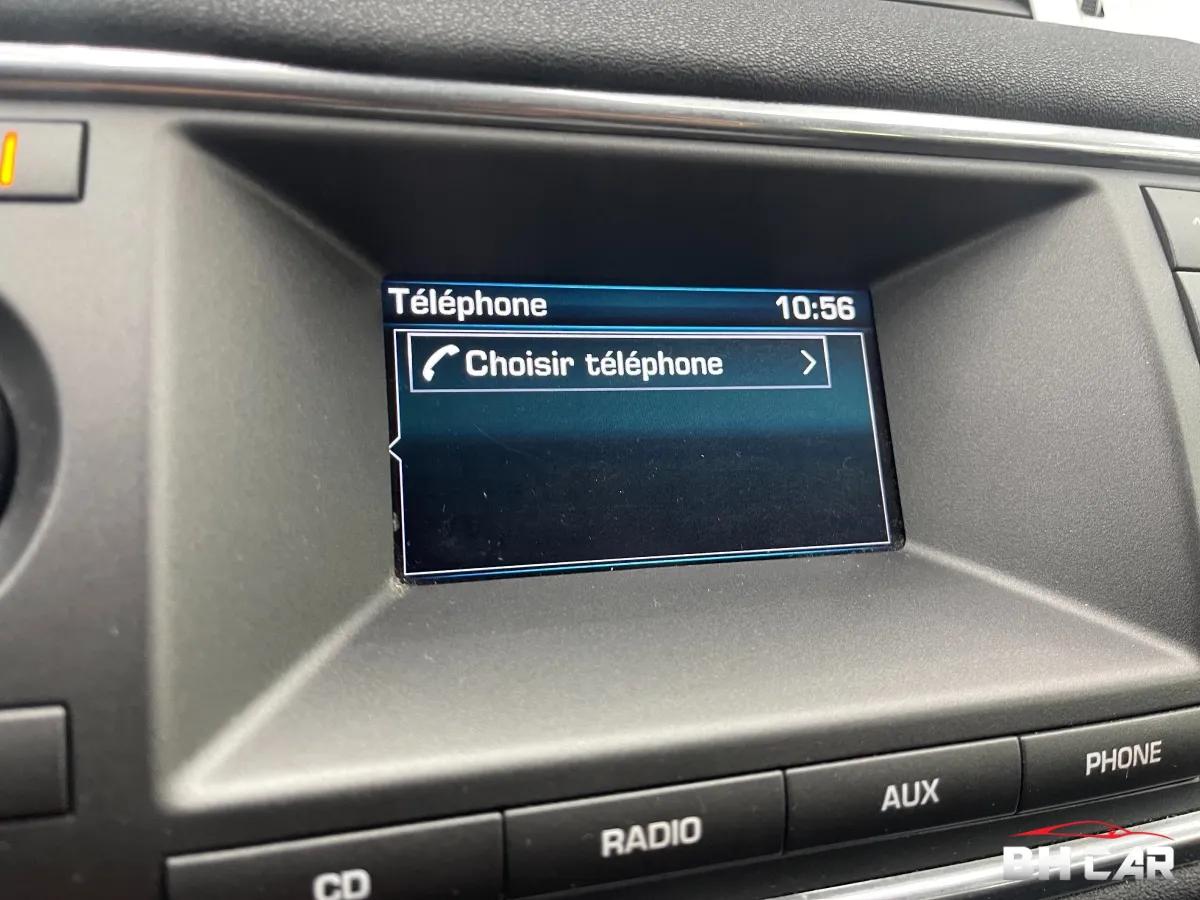 Téléphone 10:56
Choisir téléphone
PHONE
AUX
RADIO
CD
BH CAR